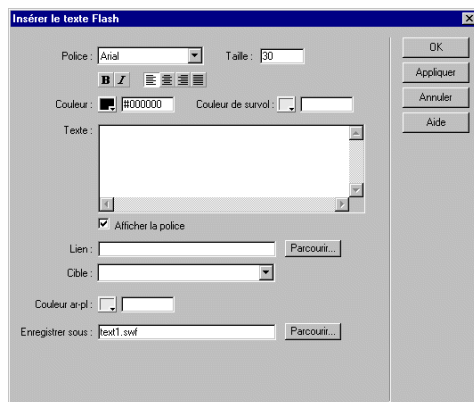 Insérer le texte Flash
Police : Arial Taille : 30 OK
B I Appliquer
Couleur : #000000 Couleur de survol : Annuler
Texte : Aide
Afficher la police
Lien : Parcourir...
Cible :
Couleur ar-pl :
Enregistrer sous : text1.swf Parcourir...